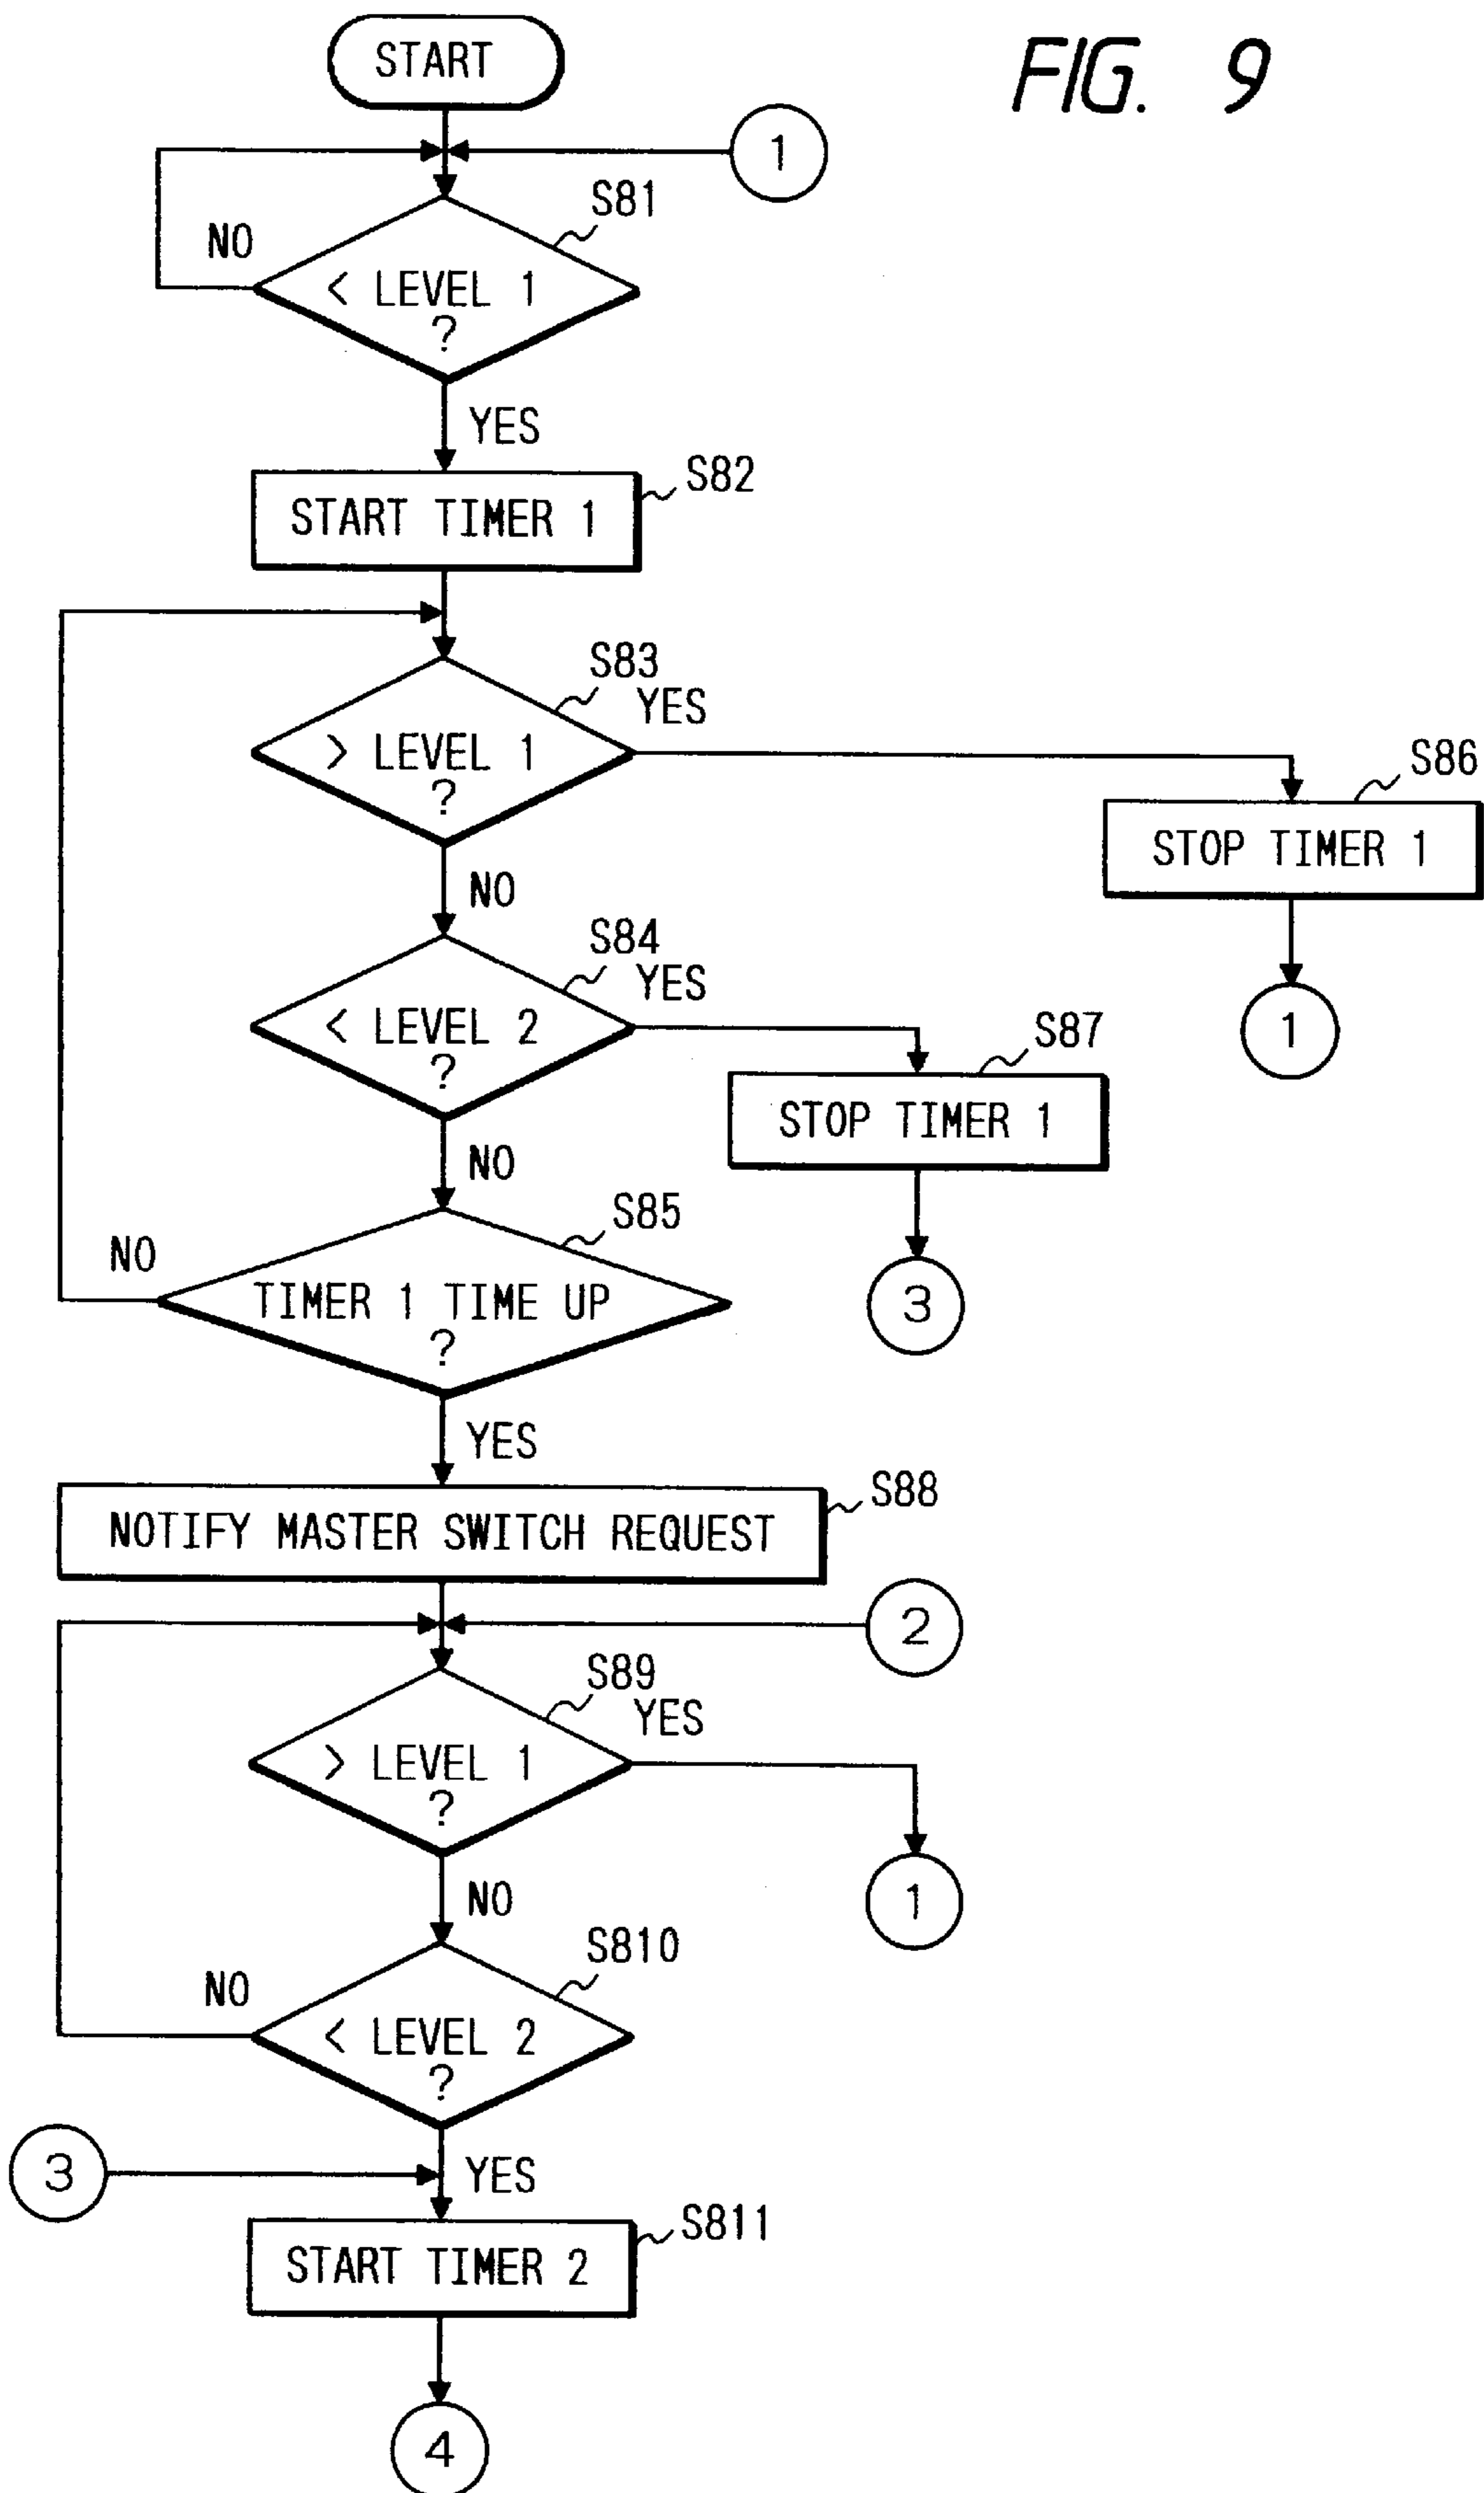 FIG. 9
START
1
S81
NO
< LEVEL 1
?
YES
S82
START TIMER 1
S83
YES
> LEVEL 1
?
S86
STOP TIMER 1
NO
1
S84
YES
< LEVEL 2
?
S87
STOP TIMER 1
NO
3
S85
NO
TIMER 1 TIME UP
?
YES
S88
NOTIFY MASTER SWITCH REQUEST
2
S89
YES
> LEVEL 1
?
1
NO
S810
NO
< LEVEL 2
?
3
YES
S811
START TIMER 2
4